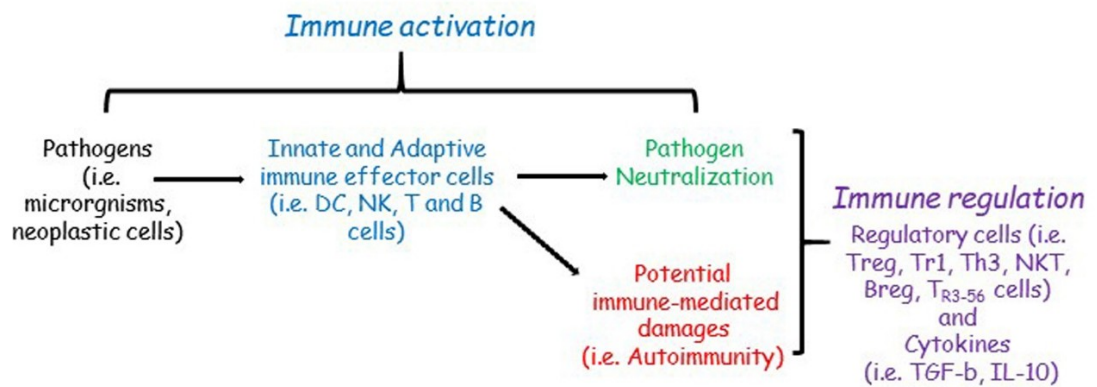 Immune activation
Pathogens
(i.e.
microrgnisms,
neoplastic cells)
Innate and Adaptive
immune effector cells
(i.e. DC, NK, T and B
cells)
Pathogen
Neutralization
Potential
immune-mediated
damages
(i.e. Autoimmunity)
Immune regulation
Regulatory cells (i.e.
Treg, Tr1, Th3, NKT,
Breg, TR3-56 cells)
and
Cytokines
(i.e. TGF-b, IL-10)